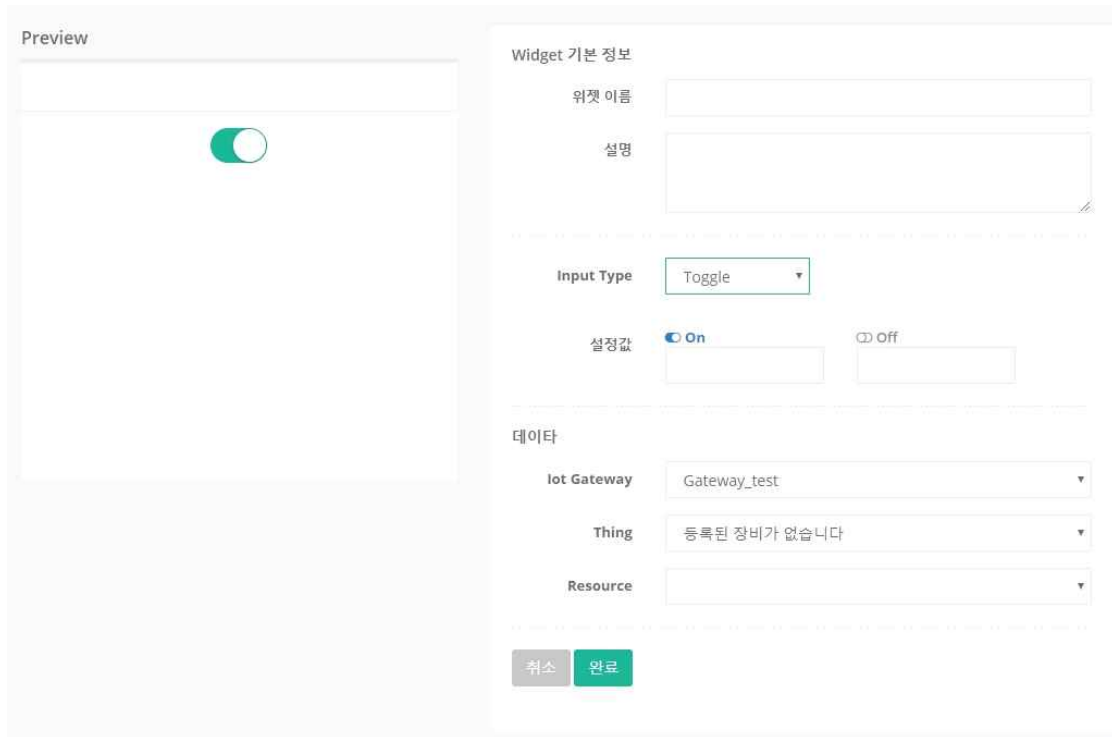 Preview
Widget 기본 정보
위젯 이름
설명
Input Type
Toggle
설정값
On
Off
데이타
Iot Gateway
Gateway_test
Thing
등록된 장비가 없습니다
Resource
취소
완료